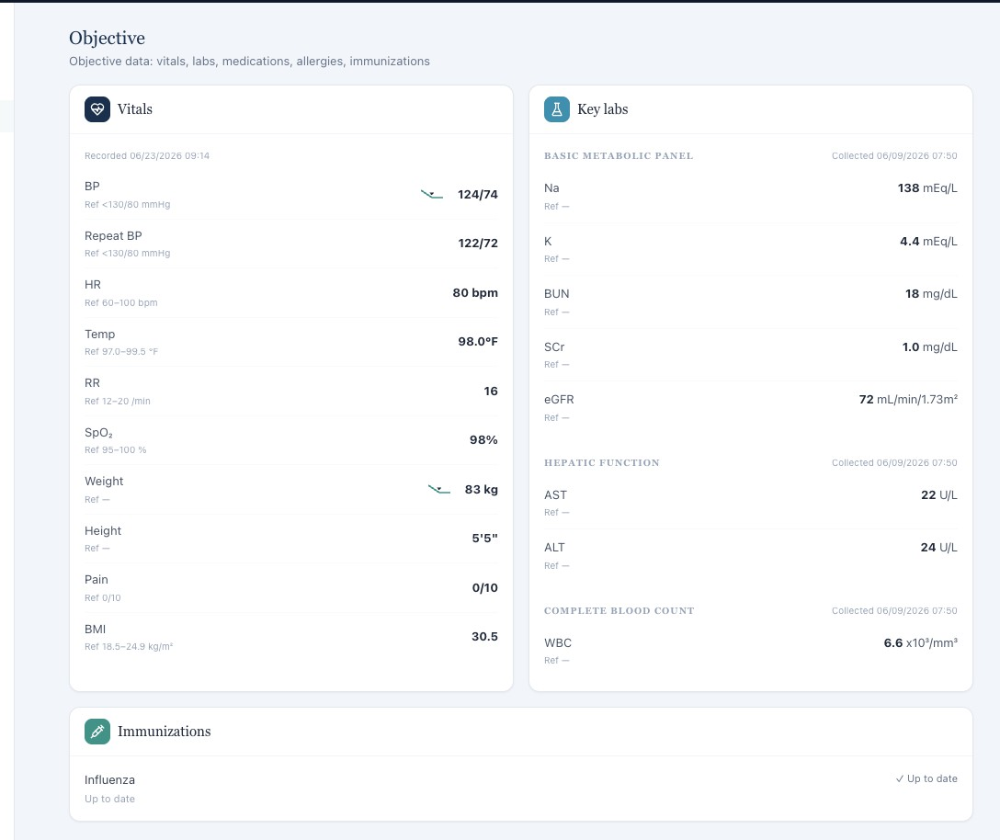 Objective
Objective data: vitals, labs, medications, allergies, immunizations
Vitals
Recorded 06/23/2026 09:14
BP
Ref <130/80 mmHg
124/74
Repeat BP
Ref <130/80 mmHg
122/72
HR
Ref 60–100 bpm
80 bpm
Temp
Ref 97.0–99.5 °F
98.0°F
RR
Ref 12–20 /min
16
SpO₂
Ref 95–100 %
98%
Weight
Ref —
83 kg
Height
Ref —
5'5"
Pain
Ref 0/10
0/10
BMI
Ref 18.5–24.9 kg/m²
30.5
Key labs
BASIC METABOLIC PANEL
Collected 06/09/2026 07:50
Na
Ref —
138 mEq/L
K
Ref —
4.4 mEq/L
BUN
Ref —
18 mg/dL
SCr
Ref —
1.0 mg/dL
eGFR
Ref —
72 mL/min/1.73m²
HEPATIC FUNCTION
Collected 06/09/2026 07:50
AST
Ref —
22 U/L
ALT
Ref —
24 U/L
COMPLETE BLOOD COUNT
Collected 06/09/2026 07:50
WBC
Ref —
6.6 x10³/mm³
Immunizations
Influenza
Up to date
✓ Up to date